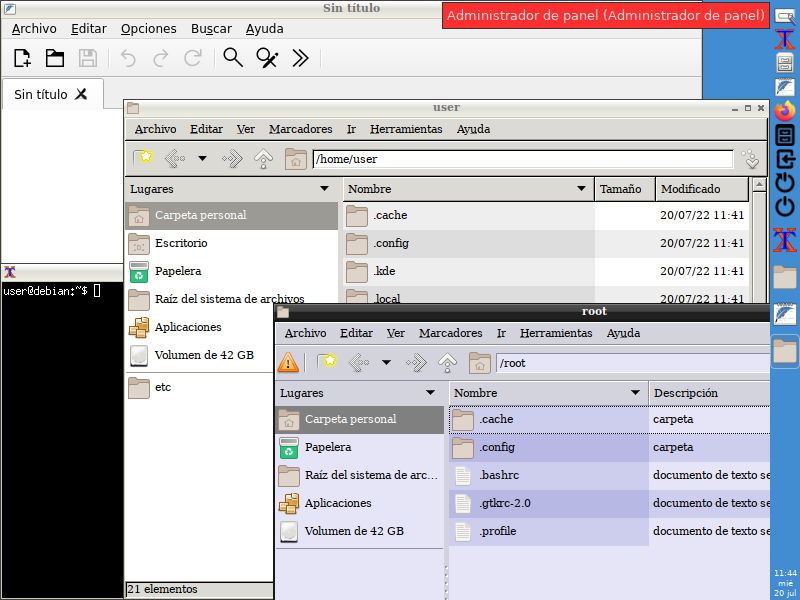 Sin título
Administrador de panel (Administrador de panel)
Archivo Editar Opciones Buscar Ayuda
Sin título
user
Archivo Editar Ver Marcadores Ir Herramientas Ayuda
/home/user
Lugares Nombre Tamaño Modificado
Carpeta personal .cache 20/07/22 11:41
Escritorio .config 20/07/22 11:41
Papelera .kde 20/07/22 11:41
Raíz del sistema de archivos .local 20/07/22 11:41
Aplicaciones
Volumen de 42 GB
etc
21 elementos
user@debian:~$
root
Archivo Editar Ver Marcadores Ir Herramientas Ayuda
/root
Lugares Nombre Descripción
Carpeta personal .cache carpeta
Papelera .config carpeta
Raíz del sistema de arc... .bashrc documento de texto se
Aplicaciones .gtkrc-2.0 documento de texto se
Volumen de 42 GB .profile documento de texto se
11:44
mié
20 jul